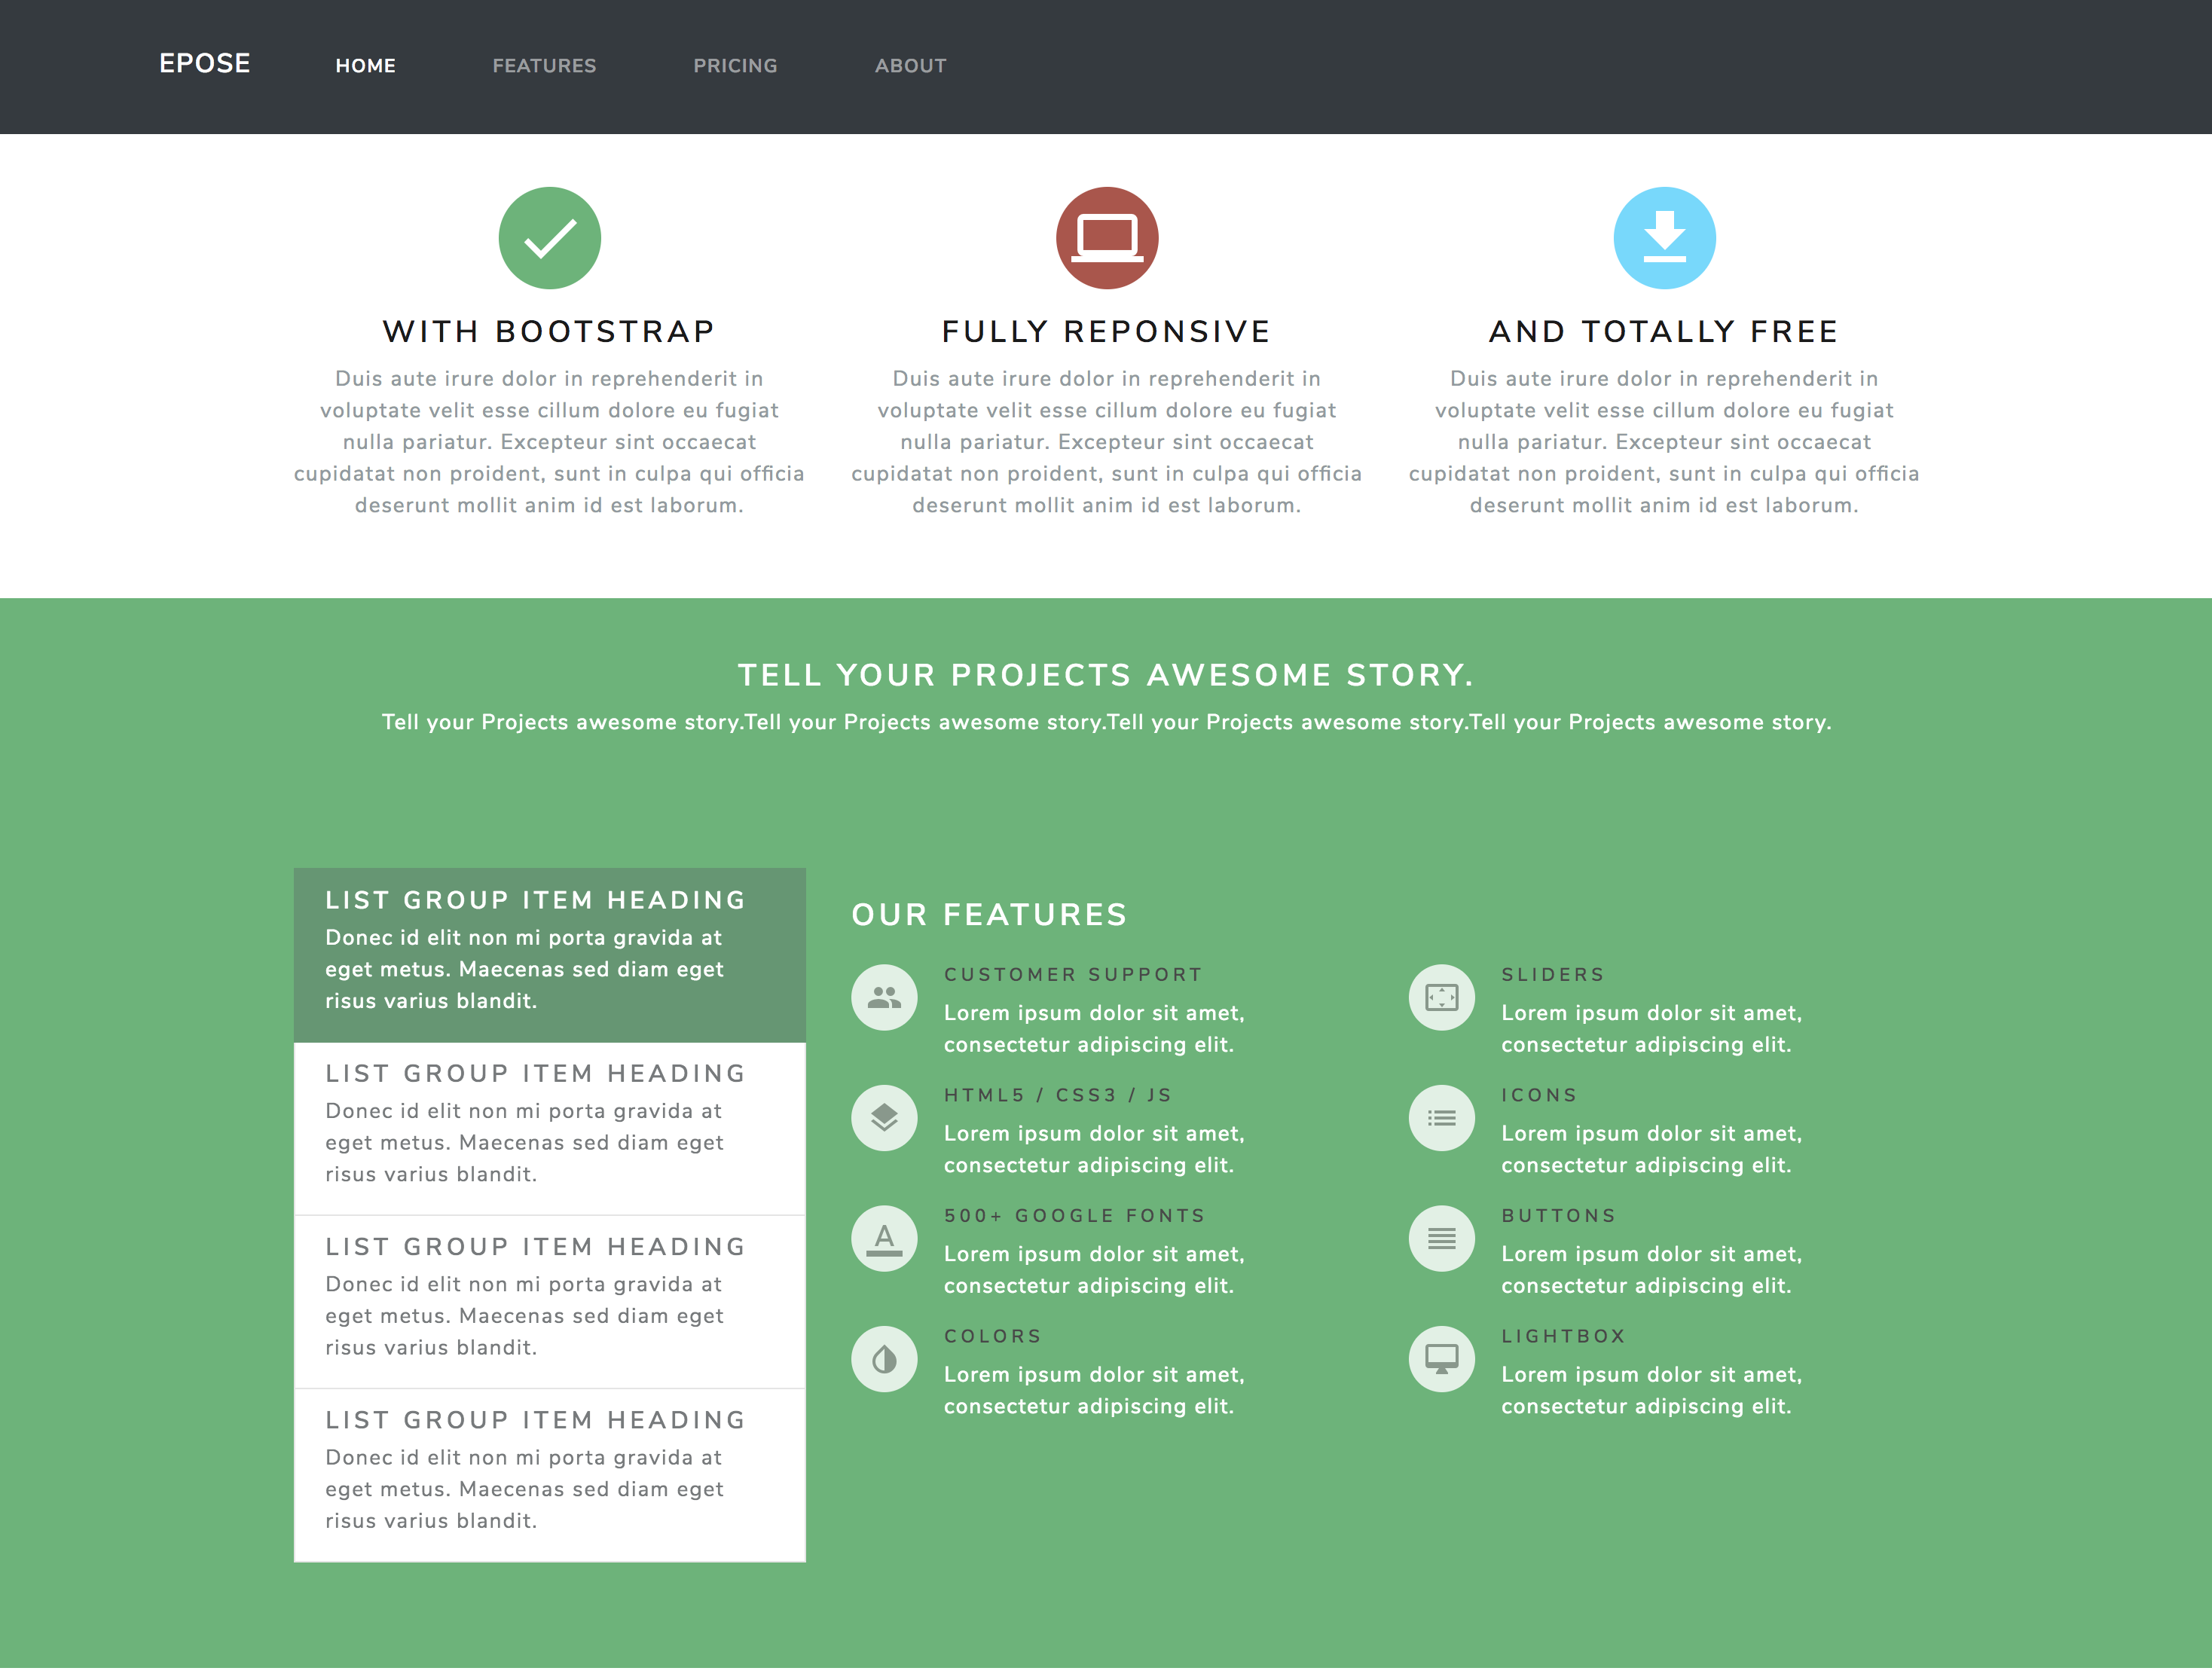 EPOSE
HOME
FEATURES
PRICING
ABOUT
WITH BOOTSTRAP
Duis aute irure dolor in reprehenderit in
voluptate velit esse cillum dolore eu fugiat
nulla pariatur. Excepteur sint occaecat
cupidatat non proident, sunt in culpa qui officia
deserunt mollit anim id est laborum.
FULLY REPONSIVE
Duis aute irure dolor in reprehenderit in
voluptate velit esse cillum dolore eu fugiat
nulla pariatur. Excepteur sint occaecat
cupidatat non proident, sunt in culpa qui officia
deserunt mollit anim id est laborum.
AND TOTALLY FREE
Duis aute irure dolor in reprehenderit in
voluptate velit esse cillum dolore eu fugiat
nulla pariatur. Excepteur sint occaecat
cupidatat non proident, sunt in culpa qui officia
deserunt mollit anim id est laborum.
TELL YOUR PROJECTS AWESOME STORY.
Tell your Projects awesome story.Tell your Projects awesome story.Tell your Projects awesome story.Tell your Projects awesome story.
LIST GROUP ITEM HEADING
Donec id elit non mi porta gravida at
eget metus. Maecenas sed diam eget
risus varius blandit.
LIST GROUP ITEM HEADING
Donec id elit non mi porta gravida at
eget metus. Maecenas sed diam eget
risus varius blandit.
LIST GROUP ITEM HEADING
Donec id elit non mi porta gravida at
eget metus. Maecenas sed diam eget
risus varius blandit.
LIST GROUP ITEM HEADING
Donec id elit non mi porta gravida at
eget metus. Maecenas sed diam eget
risus varius blandit.
OUR FEATURES
CUSTOMER SUPPORT
Lorem ipsum dolor sit amet,
consectetur adipiscing elit.
HTML5 / CSS3 / JS
Lorem ipsum dolor sit amet,
consectetur adipiscing elit.
500+ GOOGLE FONTS
Lorem ipsum dolor sit amet,
consectetur adipiscing elit.
COLORS
Lorem ipsum dolor sit amet,
consectetur adipiscing elit.
SLIDERS
Lorem ipsum dolor sit amet,
consectetur adipiscing elit.
ICONS
Lorem ipsum dolor sit amet,
consectetur adipiscing elit.
BUTTONS
Lorem ipsum dolor sit amet,
consectetur adipiscing elit.
LIGHTBOX
Lorem ipsum dolor sit amet,
consectetur adipiscing elit.